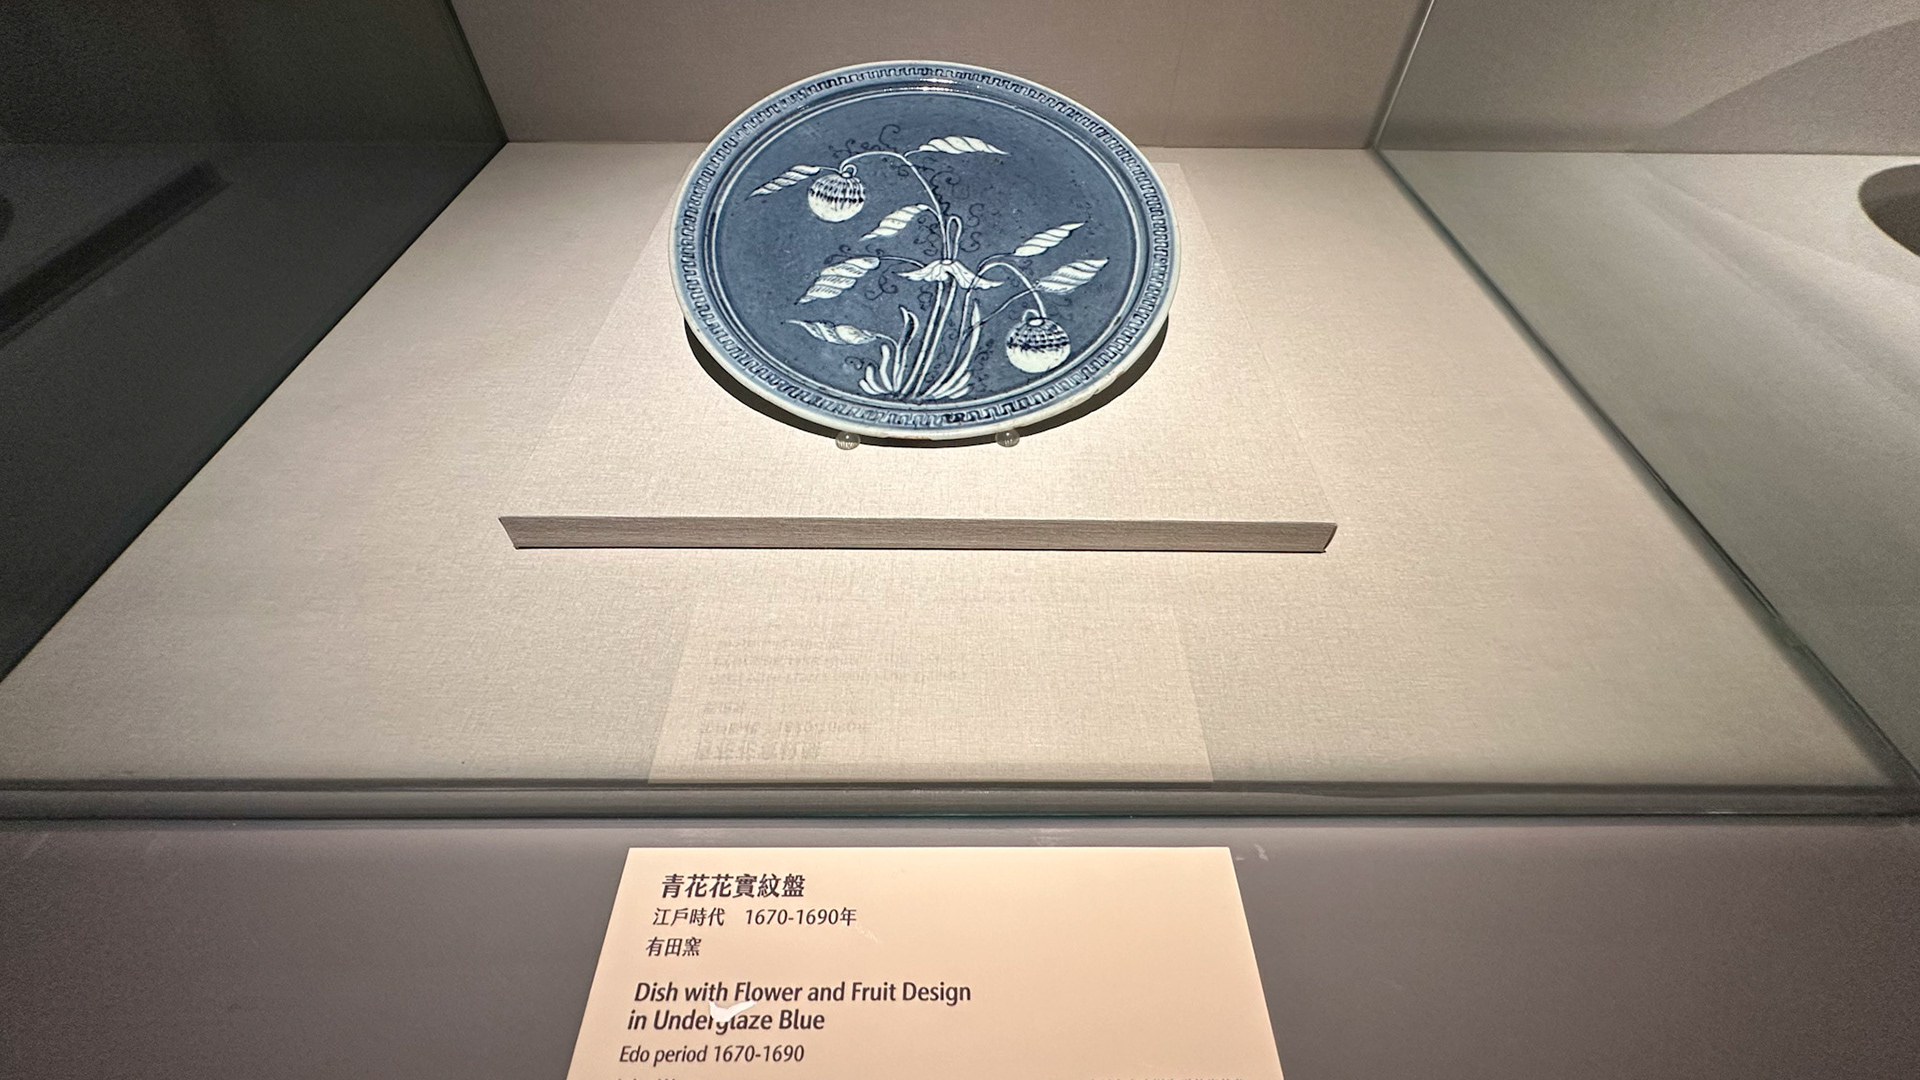 青花花實紋盤
江戶時代　1670-1690年
有田窯
Dish with Flower and Fruit Design
in Underglaze Blue
Edo period 1670-1690